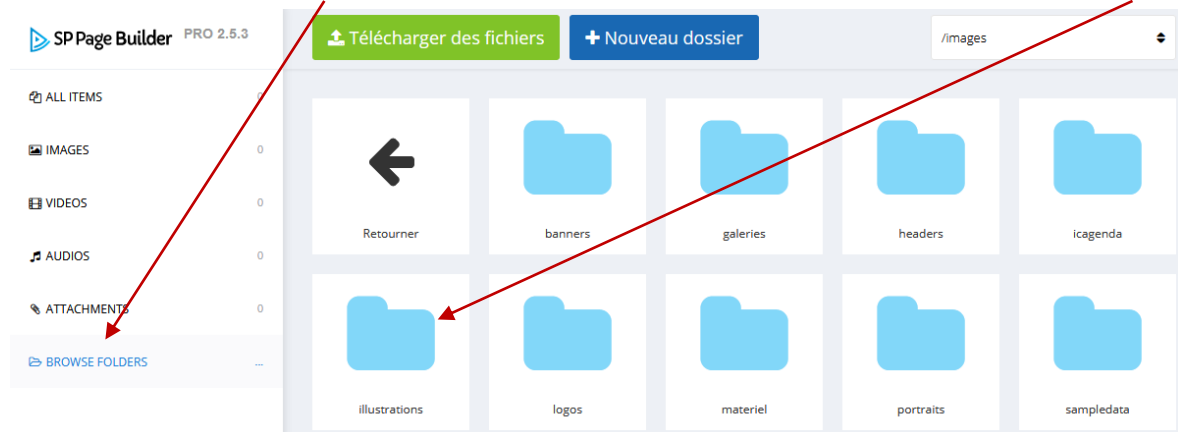 SP Page Builder PRO 2.5.3
Télécharger des fichiers
Nouveau dossier
/images
ALL ITEMS 0
IMAGES 0
VIDEOS 0
AUDIOS 0
ATTACHMENTS 0
BROWSE FOLDERS ...
Retourner
banners
galeries
headers
icagenda
illustrations
logos
materiel
portraits
sampledata